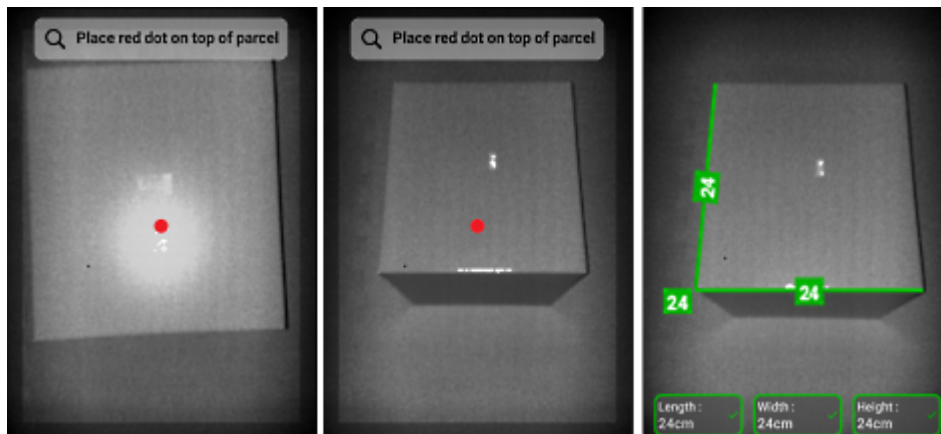 Place red dot on top of parcel
Place red dot on top of parcel
24
24
24
Length :
24cm
Width :
24cm
Height :
24cm